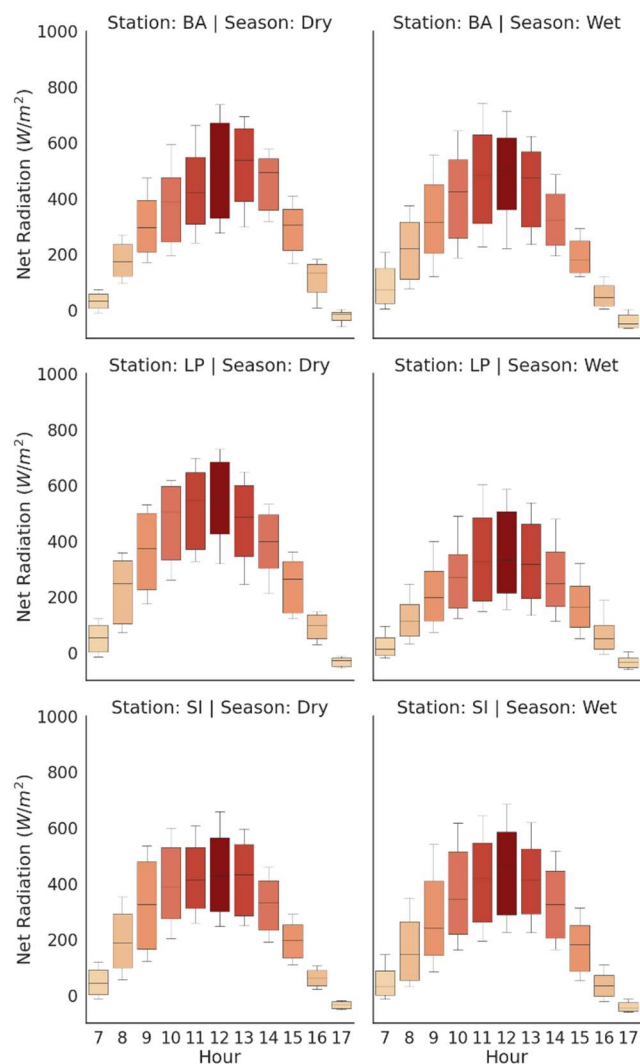 Station: BA | Season: Dry
Station: BA | Season: Wet
1000
800
600
400
200
0
Net Radiation (W/m²)
Station: LP | Season: Dry
Station: LP | Season: Wet
1000
800
600
400
200
0
Net Radiation (W/m²)
Station: SI | Season: Dry
Station: SI | Season: Wet
1000
800
600
400
200
0
Net Radiation (W/m²)
7 8 9 10 11 12 13 14 15 16 17
Hour
7 8 9 10 11 12 13 14 15 16 17
Hour